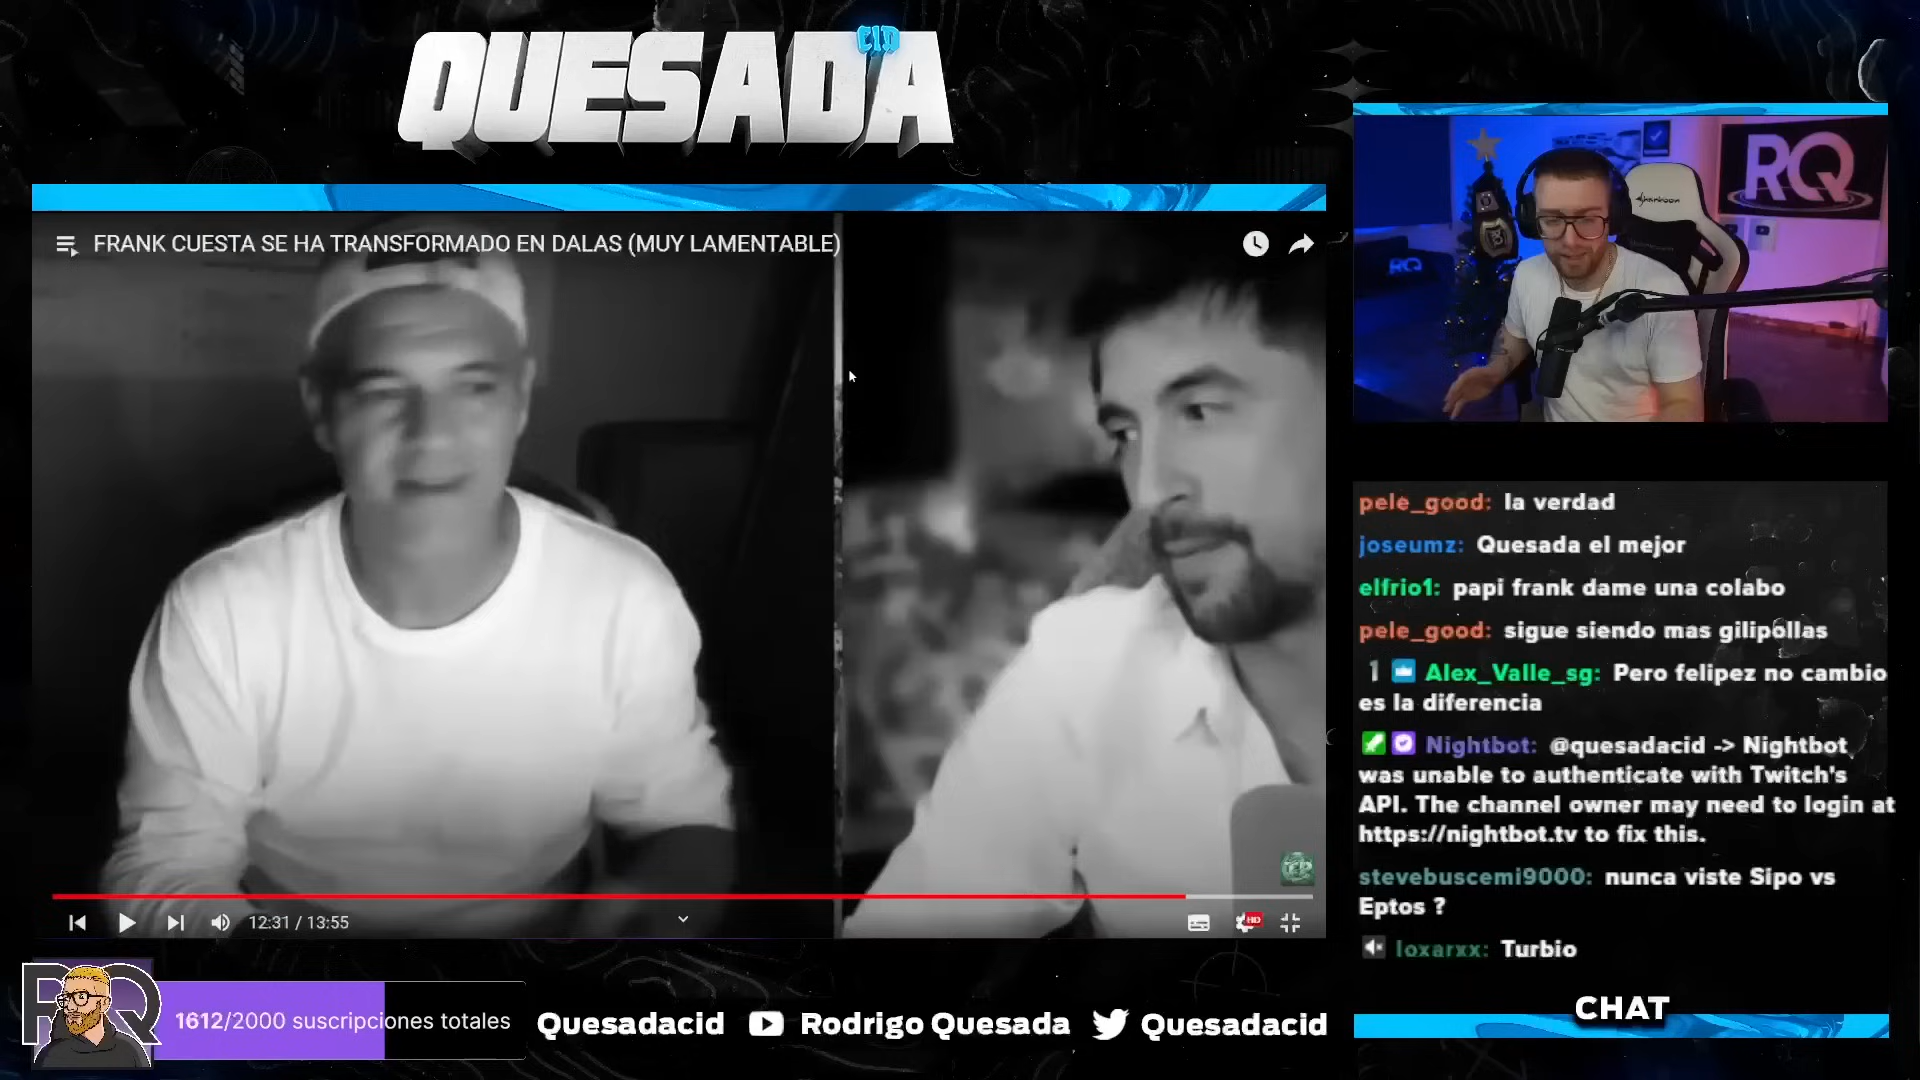 QUESADA
CID
FRANK CUESTA SE HA TRANSFORMADO EN DALAS (MUY LAMENTABLE)
12:31 / 13:55
HD
RQ
RQ
pele_good: la verdad
joseumz: Quesada el mejor
elfrio1: papi frank dame una colabo
pele_good: sigue siendo mas gilipollas
1 Alex_Valle_sg: Pero felipez no cambio
es la diferencia
Nightbot: @quesadacid -> Nightbot
was unable to authenticate with Twitch's
API. The channel owner may need to login at
https://nightbot.tv to fix this.
stevebuscemi9000: nunca viste Sipo vs
Eptos ?
loxarxx: Turbio
CHAT
RQ
1612/2000 suscripciones totales
Quesadacid
Rodrigo Quesada
Quesadacid